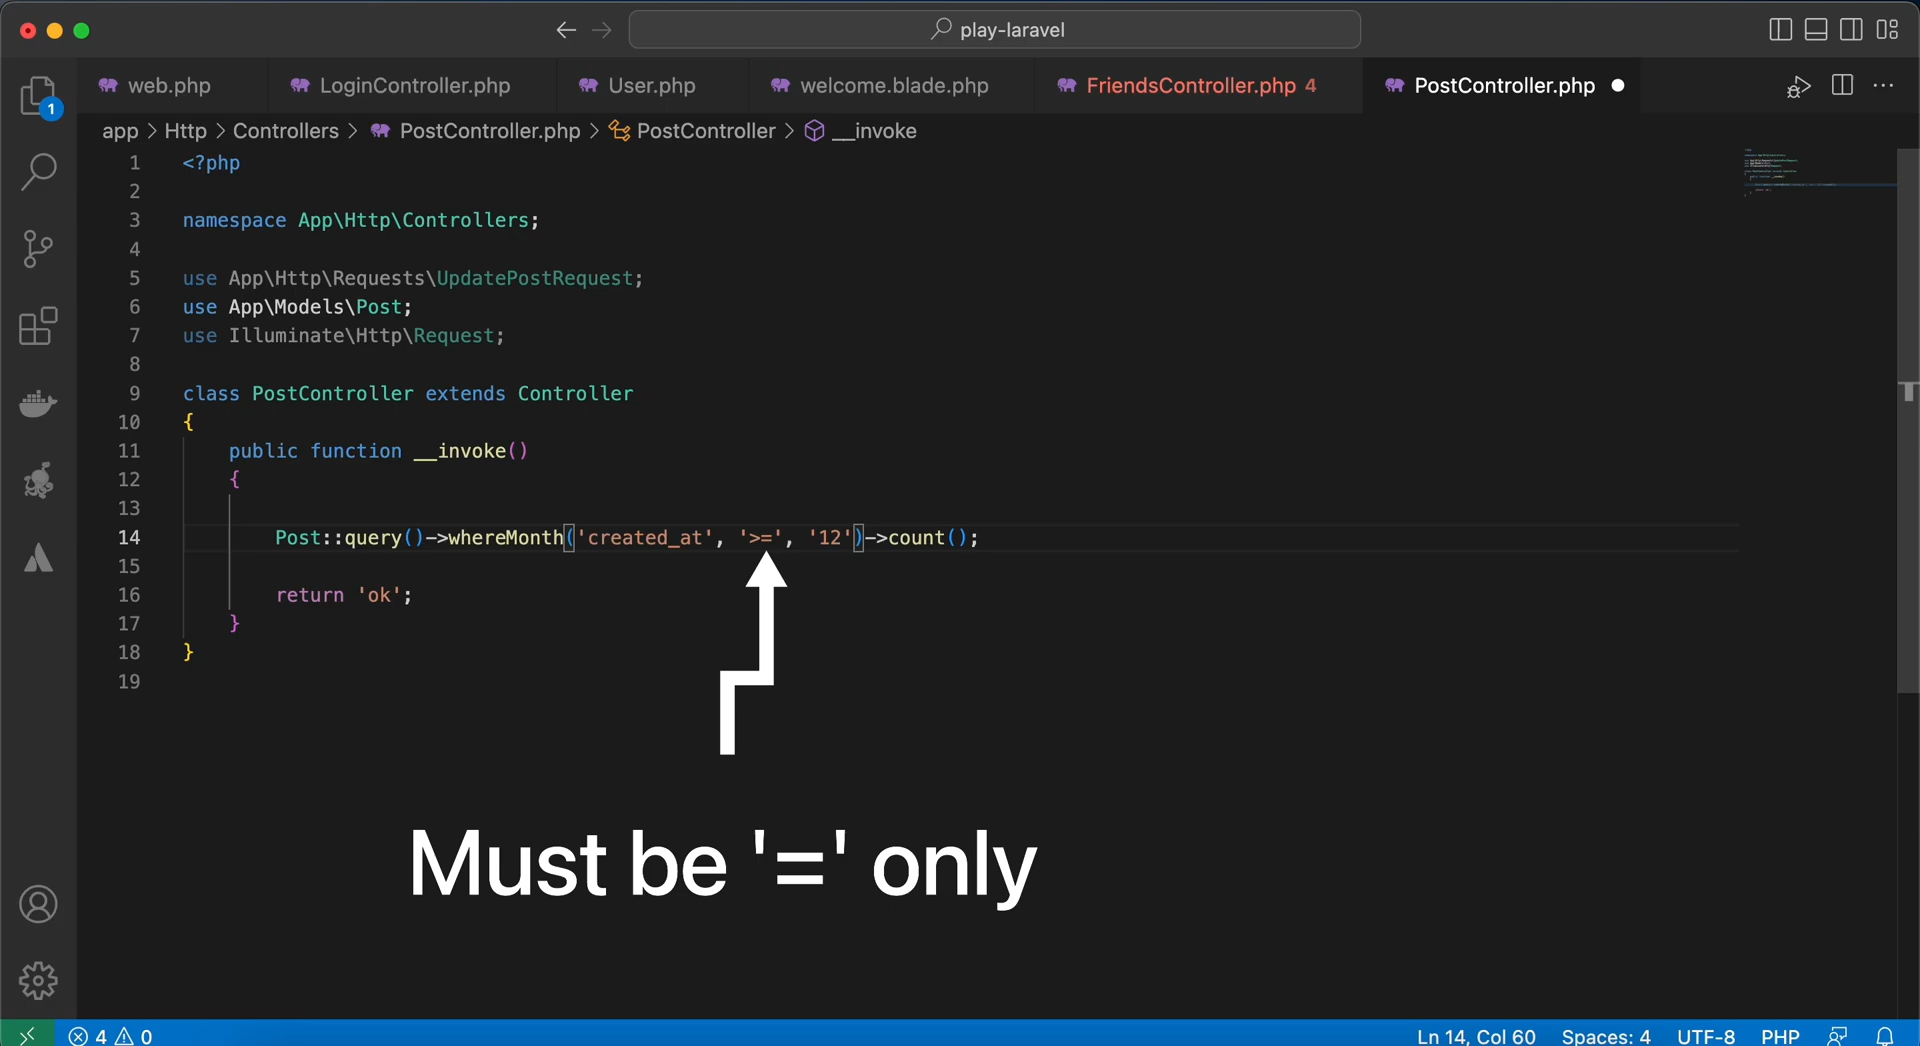 play-laravel
web.php
LoginController.php
User.php
welcome.blade.php
FriendsController.php 4
PostController.php
app > Http > Controllers > PostController.php > PostController > __invoke
1 <?php
2
3 namespace App\Http\Controllers;
4
5 use App\Http\Requests\UpdatePostRequest;
6 use App\Models\Post;
7 use Illuminate\Http\Request;
8
9 class PostController extends Controller
10 {
11     public function __invoke()
12     {
13
14         Post::query()->whereMonth('created_at', '>=', '12')->count();
15
16         return 'ok';
17     }
18 }
19
Must be '=' only
1
4 0
Ln 14, Col 60 Spaces: 4 UTF-8 PHP